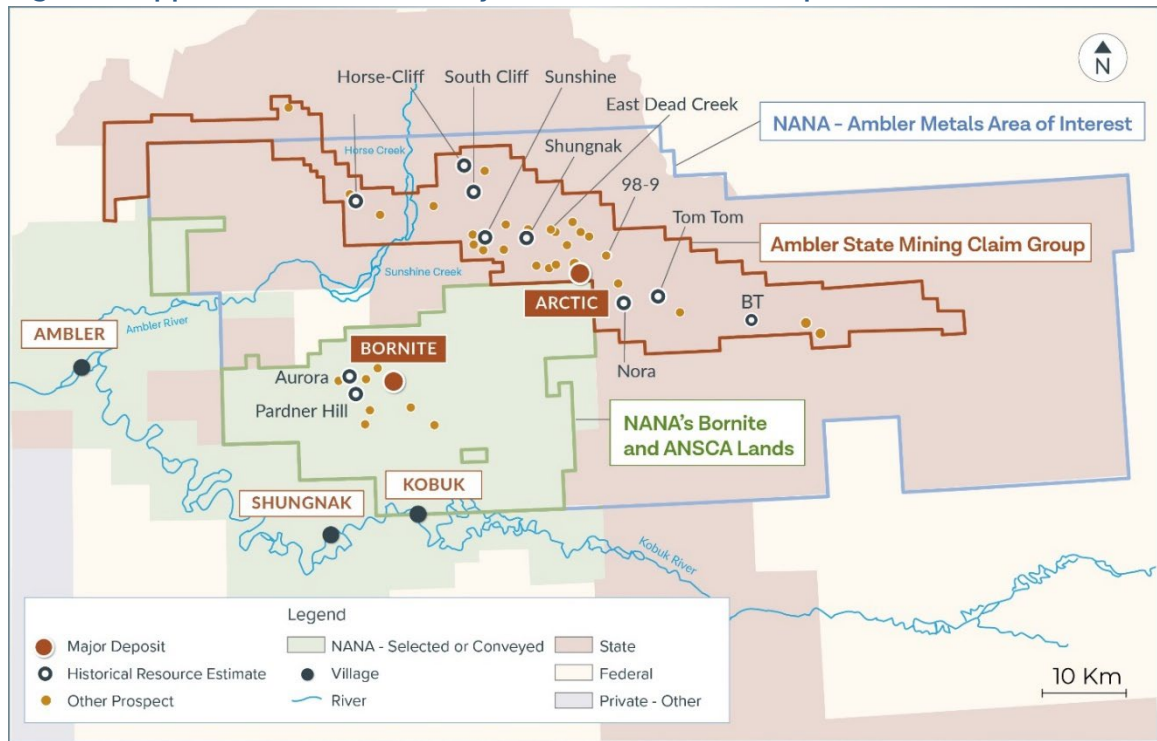 N
Horse-Cliff
South Cliff
Sunshine
East Dead Creek
NANA - Ambler Metals Area of Interest
Horse Creek
Shungnak
98-9
Tom Tom
Ambler State Mining Claim Group
Sunshine Creek
ARCTIC
BT
Ambler River
AMBLER
BORNITE
Aurora
Nora
Pardner Hill
NANA's Bornite
and ANSCA Lands
KOBUK
SHUNGNAK
Kobuk River
Legend
Major Deposit
NANA - Selected or Conveyed
State
Historical Resource Estimate
Village
Federal
Other Prospect
River
Private - Other
10 Km